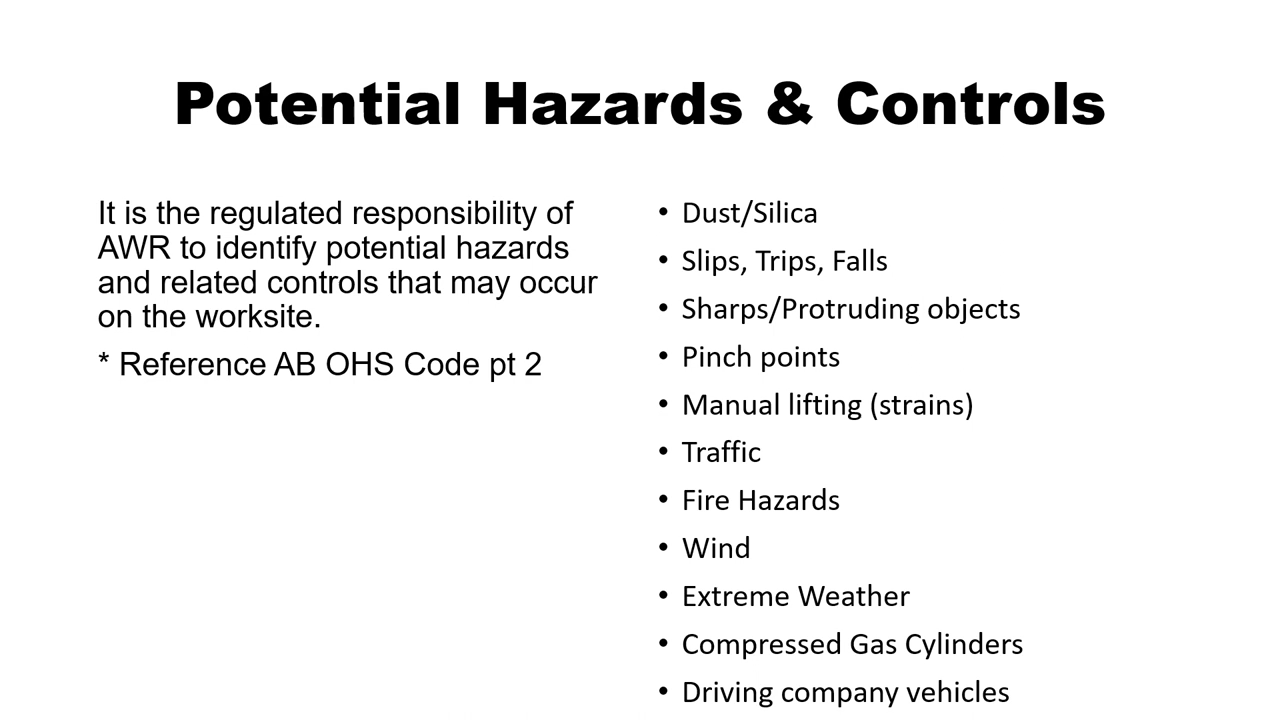 Potential Hazards & Controls
It is the regulated responsibility of
AWR to identify potential hazards
and related controls that may occur
on the worksite.
* Reference AB OHS Code pt 2
• Dust/Silica
• Slips, Trips, Falls
• Sharps/Protruding objects
• Pinch points
• Manual lifting (strains)
• Traffic
• Fire Hazards
• Wind
• Extreme Weather
• Compressed Gas Cylinders
• Driving company vehicles